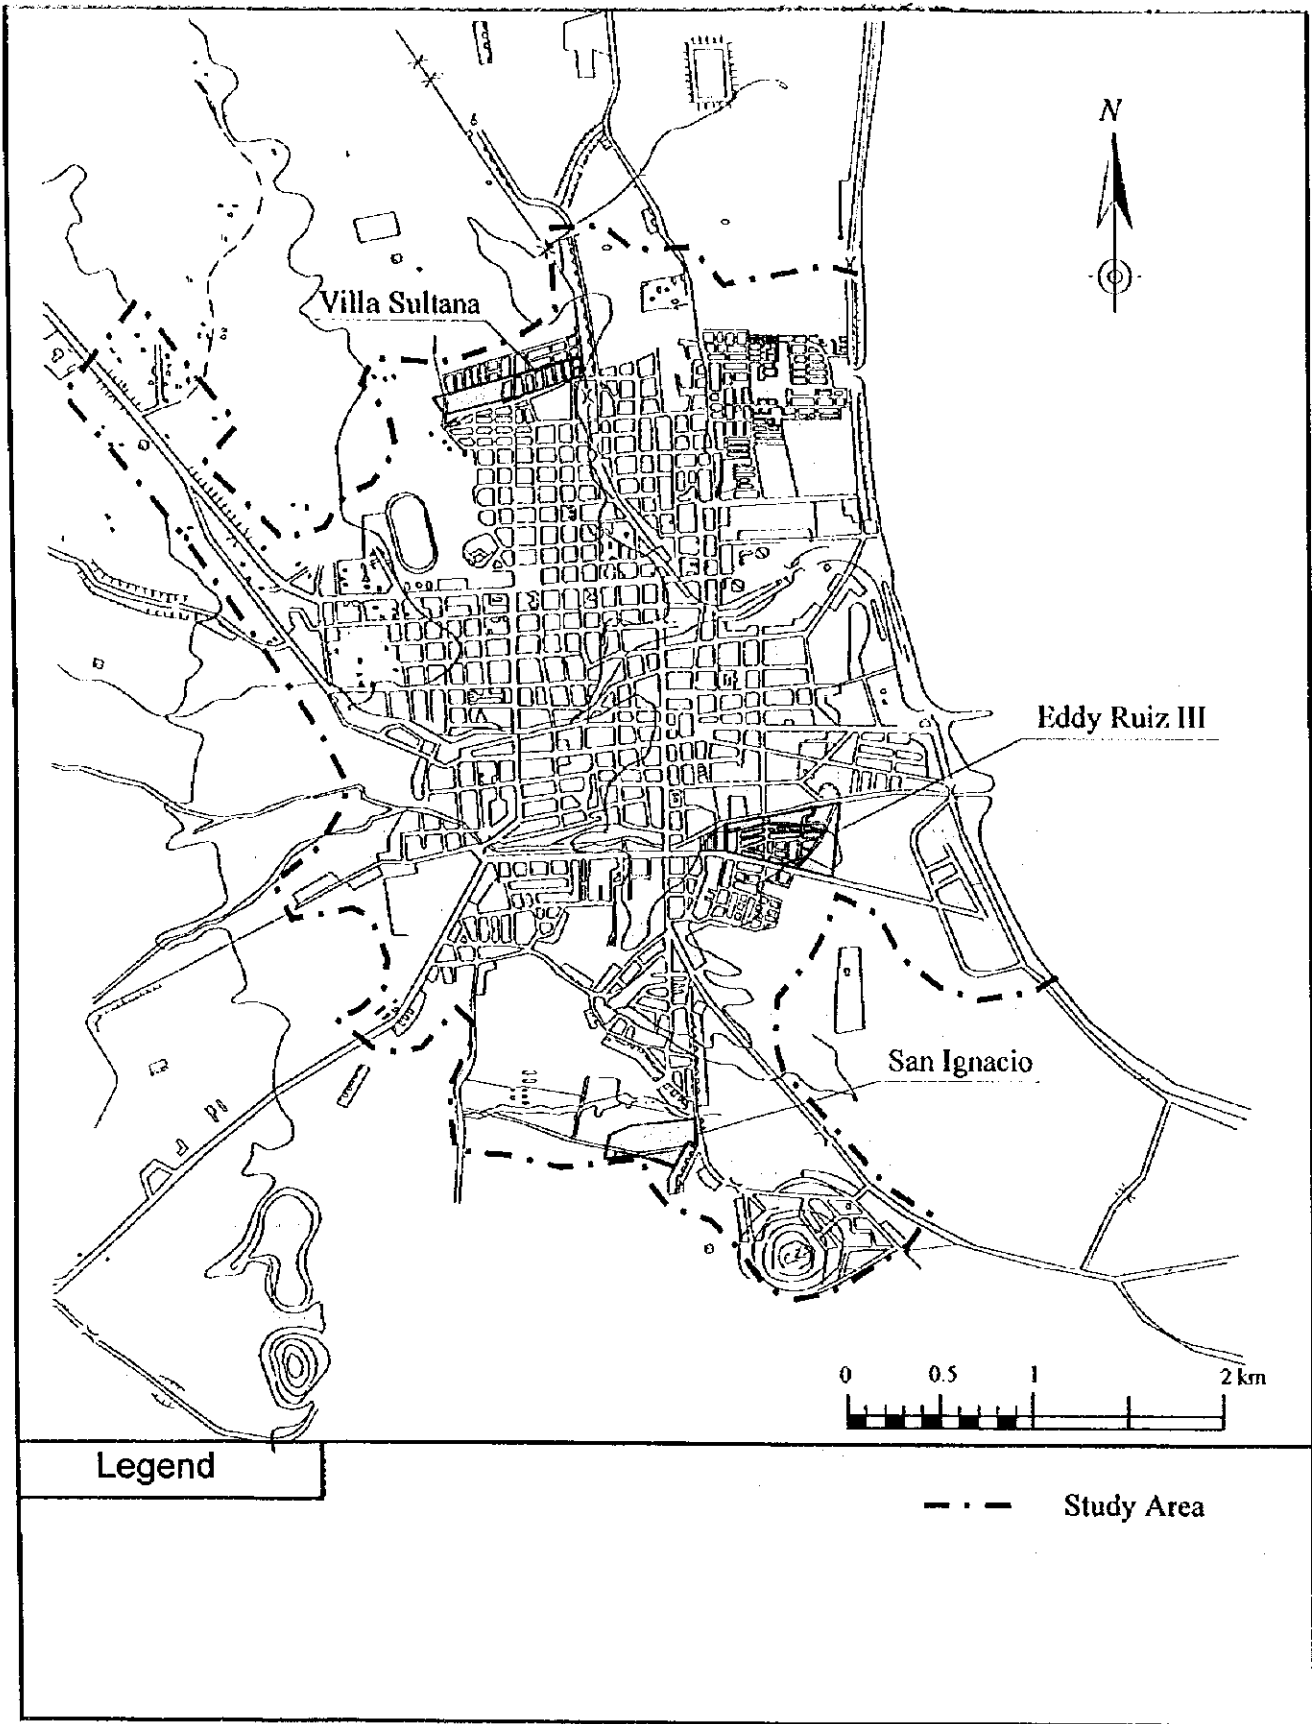 N
Villa Sultana
Eddy Ruiz III
San Ignacio
0 0.5 1 2 km
Legend
Study Area